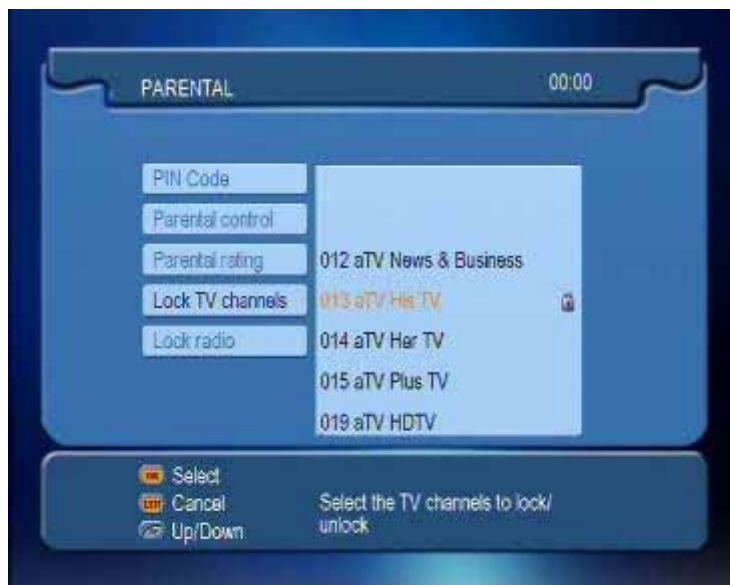 PARENTAL
00:00
PIN Code
Parental control
Parental rating
Lock TV channels
Lock radio
012 aTV News & Business
013 aTV His TV
014 aTV Her TV
015 aTV Plus TV
019 aTV HDTV
Select
Cancel
Up/Down
Select the TV channels to lock/
unlock